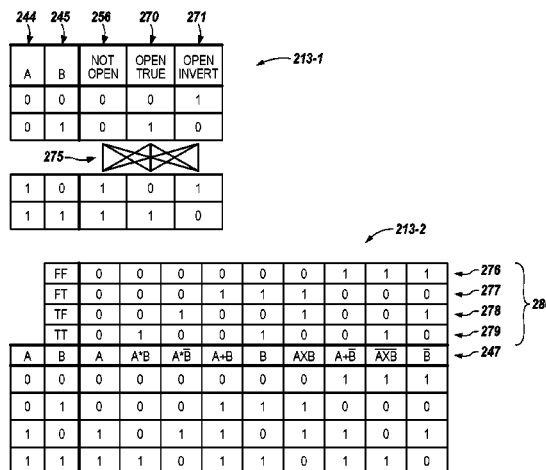 244 245 256 270 271
A B NOT OPEN OPEN TRUE OPEN INVERT
213-1
0 0 0 0 1
0 1 0 1 0
275
1 0 1 0 1
1 1 1 1 0
213-2
FF 0 0 0 0 0 0 1 1 1 276
FT 0 0 0 1 1 1 0 0 0 277
TF 0 0 1 0 0 1 0 0 1 278
TT 0 1 0 0 1 0 0 1 0 279
A B A A*B A*B̅ A+B B AXB A+B̅ A̅X̅B̅ B̅ 247
0 0 0 0 0 0 0 0 1 1 1
0 1 0 0 0 1 1 1 0 0 0
1 0 1 0 1 1 0 1 1 0 1
1 1 1 1 0 1 1 0 1 1 0